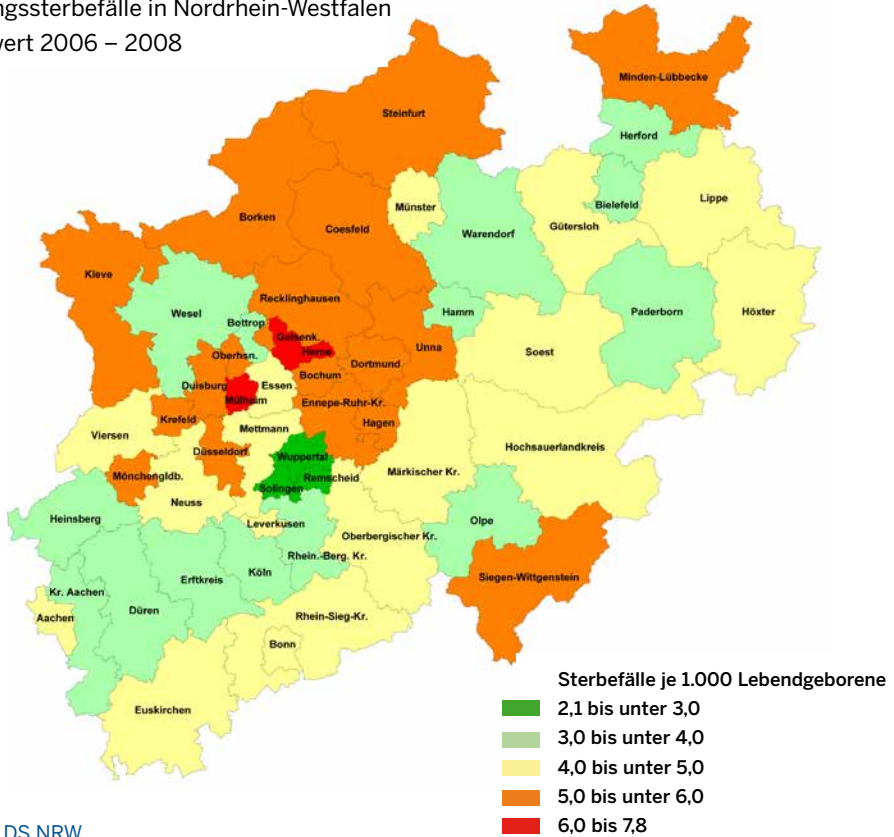 ngssterbefälle in Nordrhein-Westfalen
wert 2006 – 2008
Minden-Lübbecke
Steinfurt
Herford
Lippe
Bielefeld
Münster
Borken
Gütersloh
Coesfeld
Warendorf
Kleve
Recklinghausen
Wesel
Hamm
Paderborn
Höxter
Bottrop
Gelsenk.
Unna
Herne
Soest
Oberhsn.
Dortmund
Bochum
Duisburg
Essen
Mülheim
Ennepe-Ruhr-Kr.
Krefeld
Hagen
Mettmann
Viersen
Hochsauerlandkreis
Düsseldorf
Wuppertal
Märkischer Kr.
Mönchengldb.
Remscheid
Solingen
Neuss
Heinsberg
Leverkusen
Olpe
Oberbergischer Kr.
Rhein.-Berg. Kr.
Köln
Siegen-Wittgenstein
Erftkreis
Kr. Aachen
Düren
Aachen
Rhein-Sieg-Kr.
Bonn
Euskirchen
Sterbefälle je 1.000 Lebendgeborene
2,1 bis unter 3,0
3,0 bis unter 4,0
4,0 bis unter 5,0
5,0 bis unter 6,0
6,0 bis 7,8
DS NRW